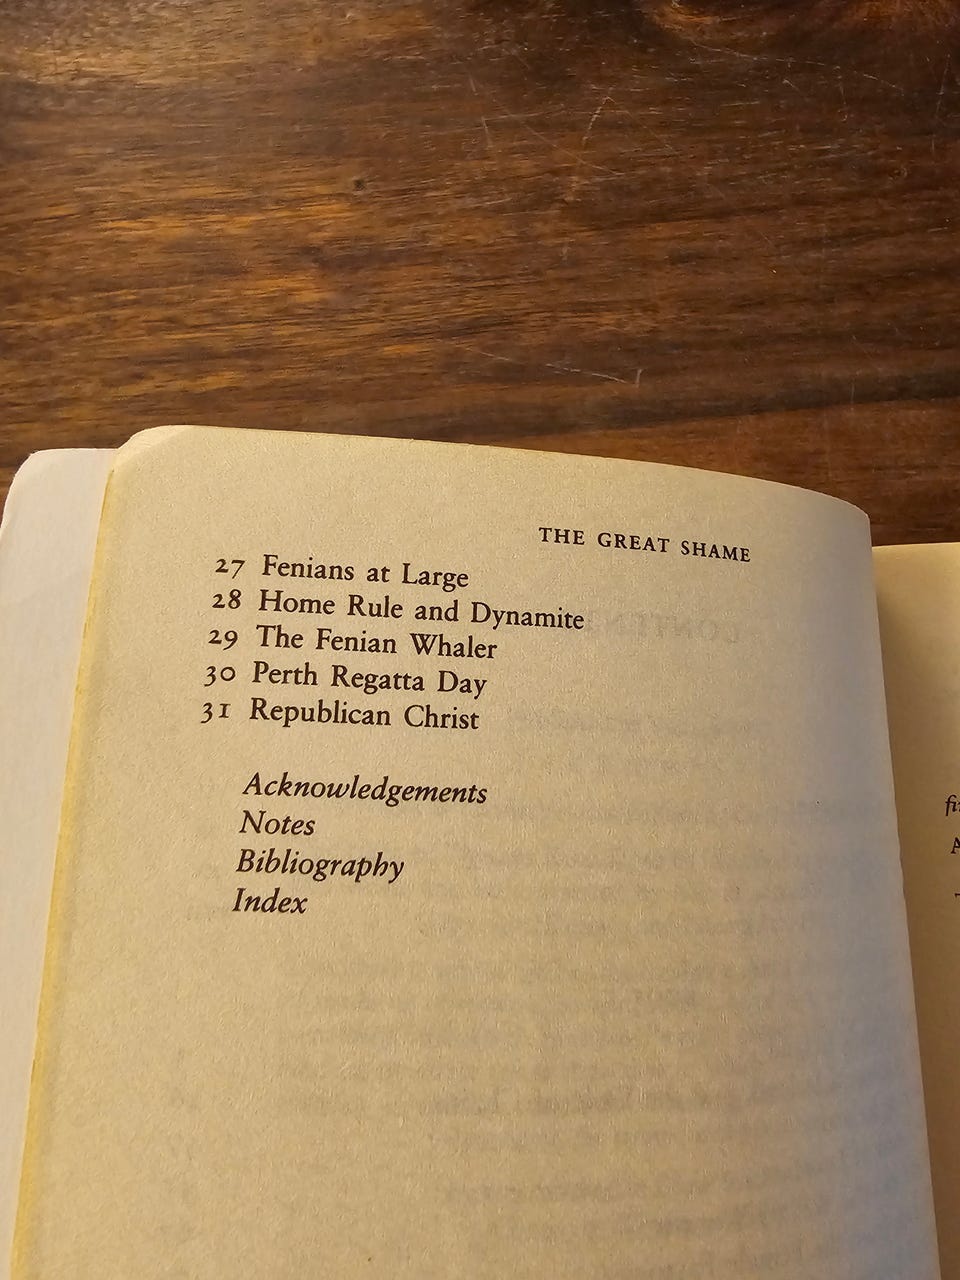 THE GREAT SHAME
27 Fenians at Large
28 Home Rule and Dynamite
29 The Fenian Whaler
30 Perth Regatta Day
31 Republican Christ
Acknowledgements
Notes
Bibliography
Index